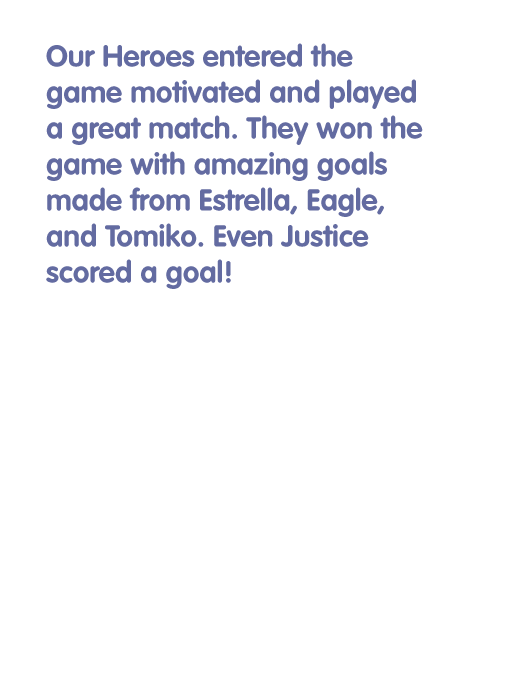 Our Heroes entered the
game motivated and played
a great match. They won the
game with amazing goals
made from Estrella, Eagle,
and Tomiko. Even Justice
scored a goal!